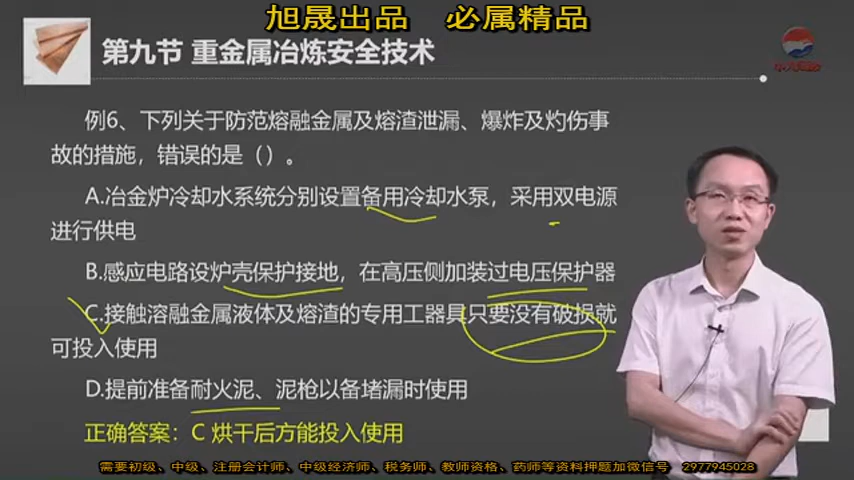 旭晟出品 必属精品
第九节 重金属冶炼安全技术
例6、下列关于防范熔融金属及熔渣泄漏、爆炸及灼伤事
故的措施，错误的是（）。
A.冶金炉冷却水系统分别设置备用冷却水泵，采用双电源
进行供电
B.感应电路设炉壳保护接地，在高压侧加装过电压保护器
C.接触溶融金属液体及熔渣的专用工器具只要没有破损就
可投入使用
D.提前准备耐火泥、泥枪以备堵漏时使用
正确答案：C 烘干后方能投入使用
需要初级、中级、注册会计师、中级经济师、税务师、教师资格、药师等资料押题加微信号 2977945028